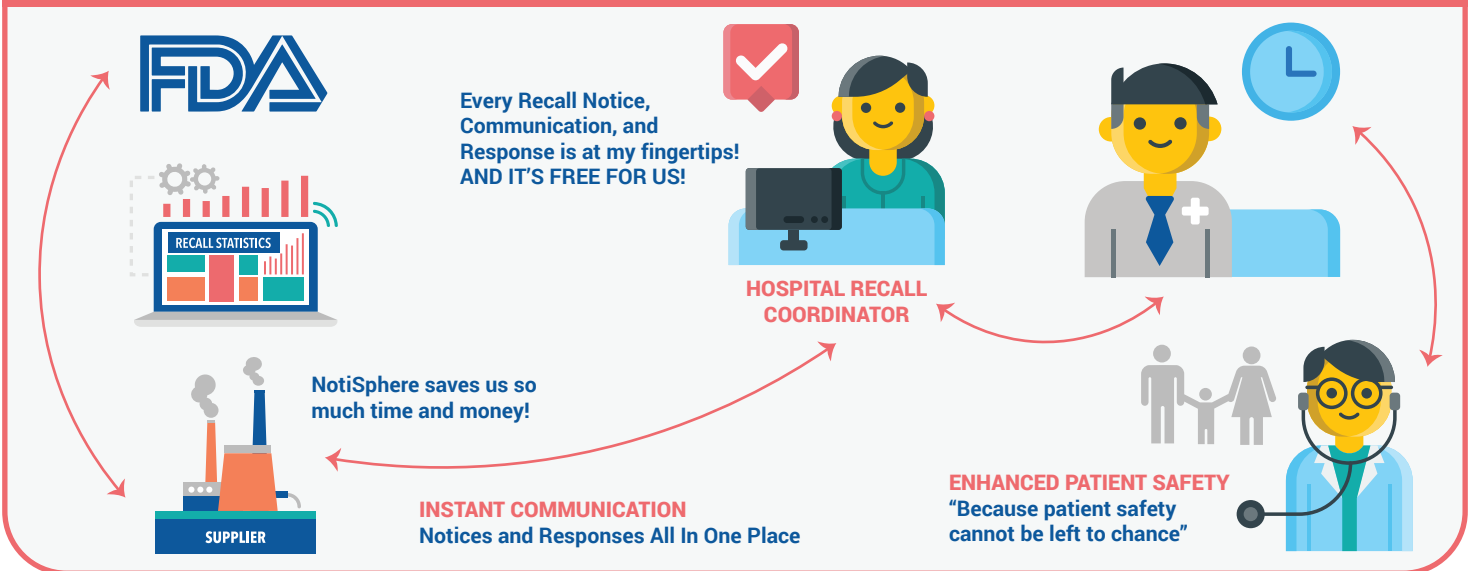 FDA
Every Recall Notice,
Communication, and
Response is at my fingertips!
AND IT'S FREE FOR US!
RECALL STATISTICS
HOSPITAL RECALL
COORDINATOR
NotiSphere saves us so
much time and money!
SUPPLIER
INSTANT COMMUNICATION
Notices and Responses All In One Place
ENHANCED PATIENT SAFETY
“Because patient safety
cannot be left to chance”